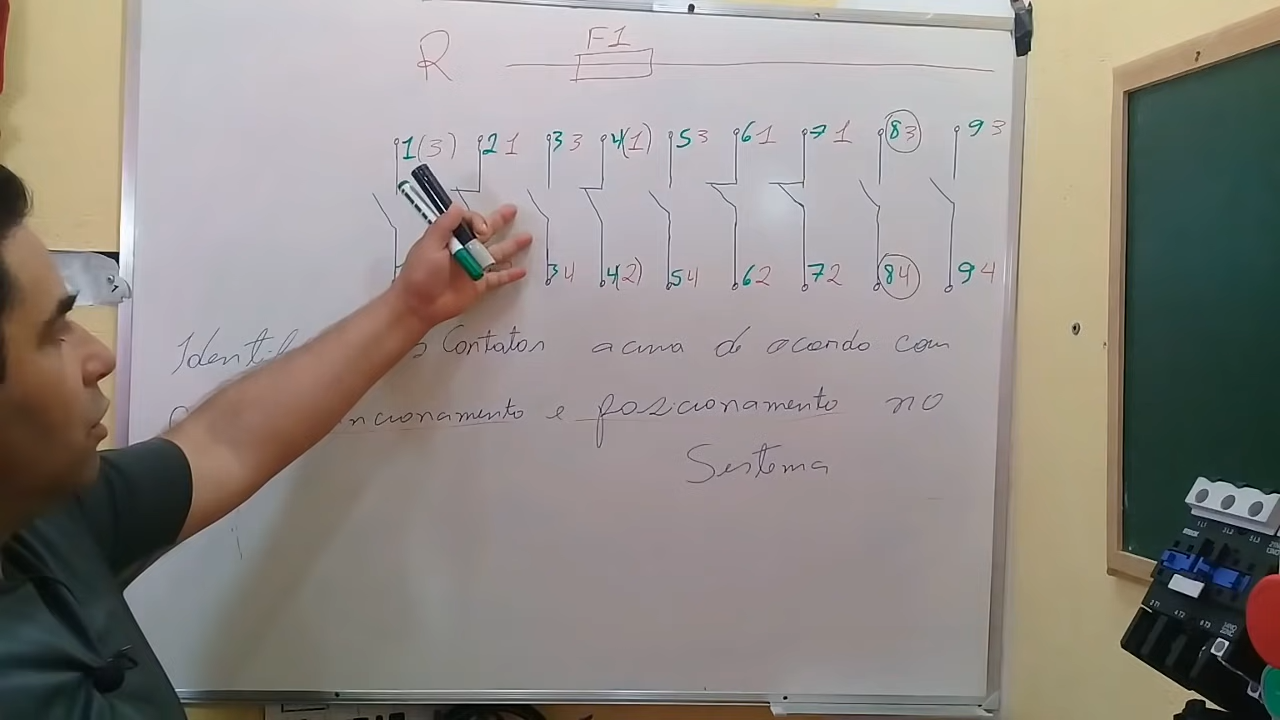 F1
R
1(3) 21 33 4(1) 53 61 71 83 93
34 4(2) 54 62 72 84 94
Contatos acima de acordo com
ncionamento e posicionamento no
Sistema